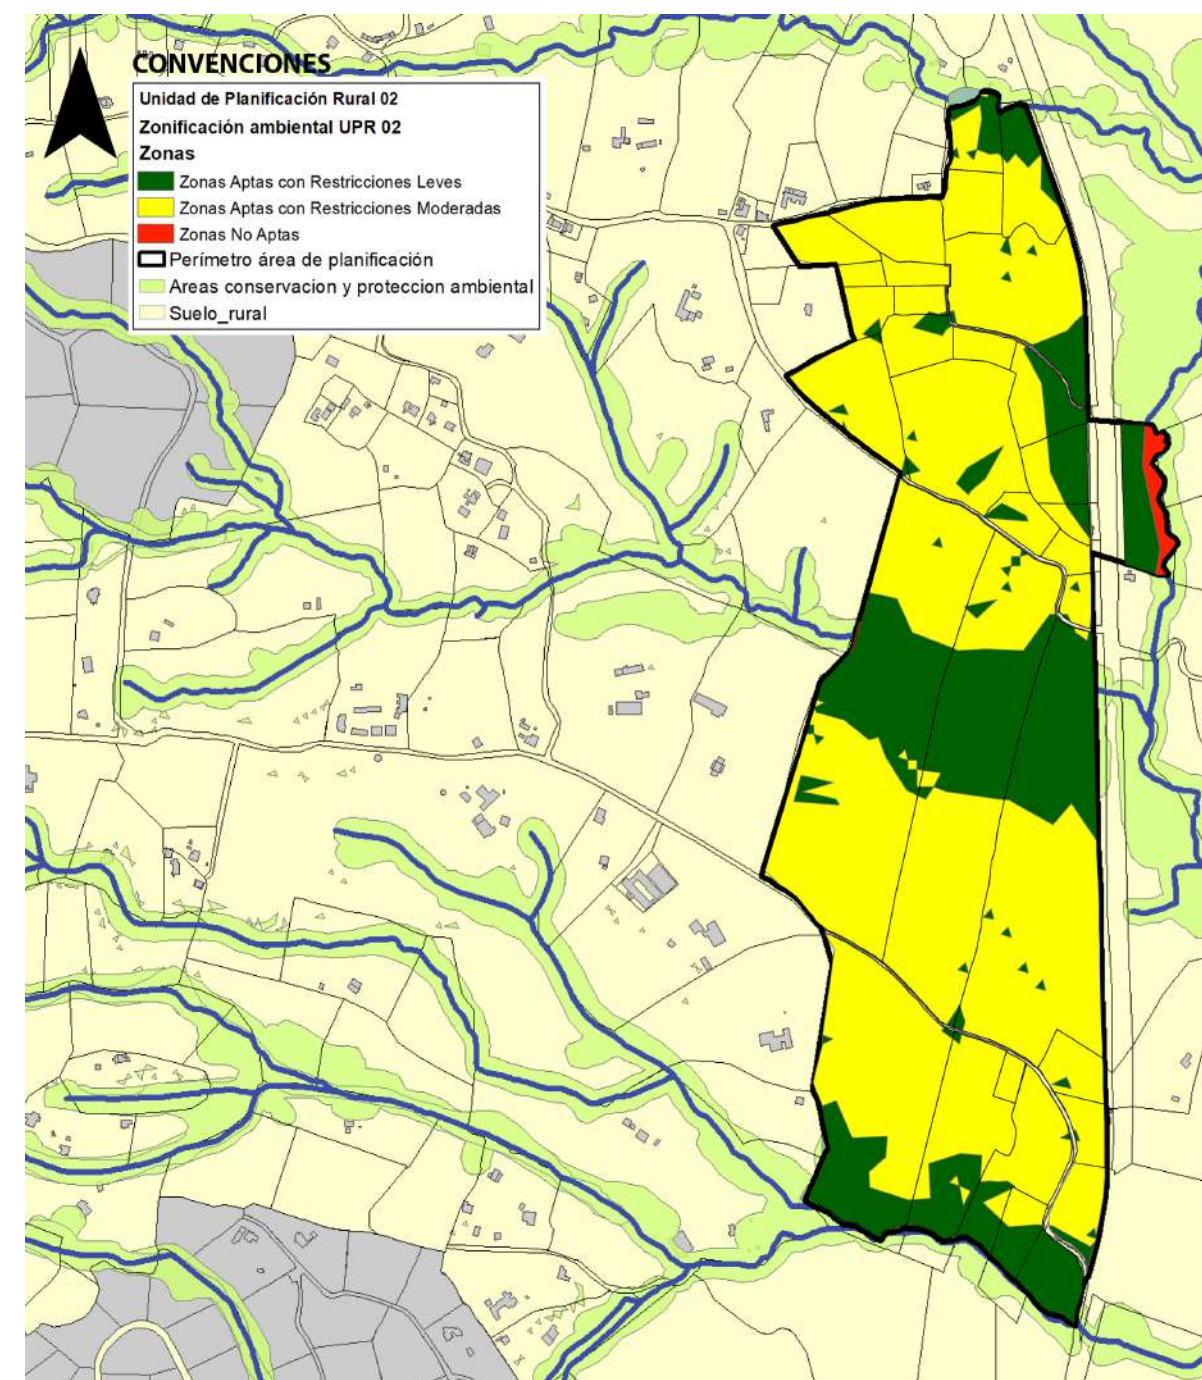 CONVENCIONES
Unidad de Planificación Rural 02
Zonificación ambiental UPR 02
Zonas
Zonas Aptas con Restricciones Leves
Zonas Aptas con Restricciones Moderadas
Zonas No Aptas
Perímetro área de planificación
Areas conservacion y proteccion ambiental
Suelo_rural